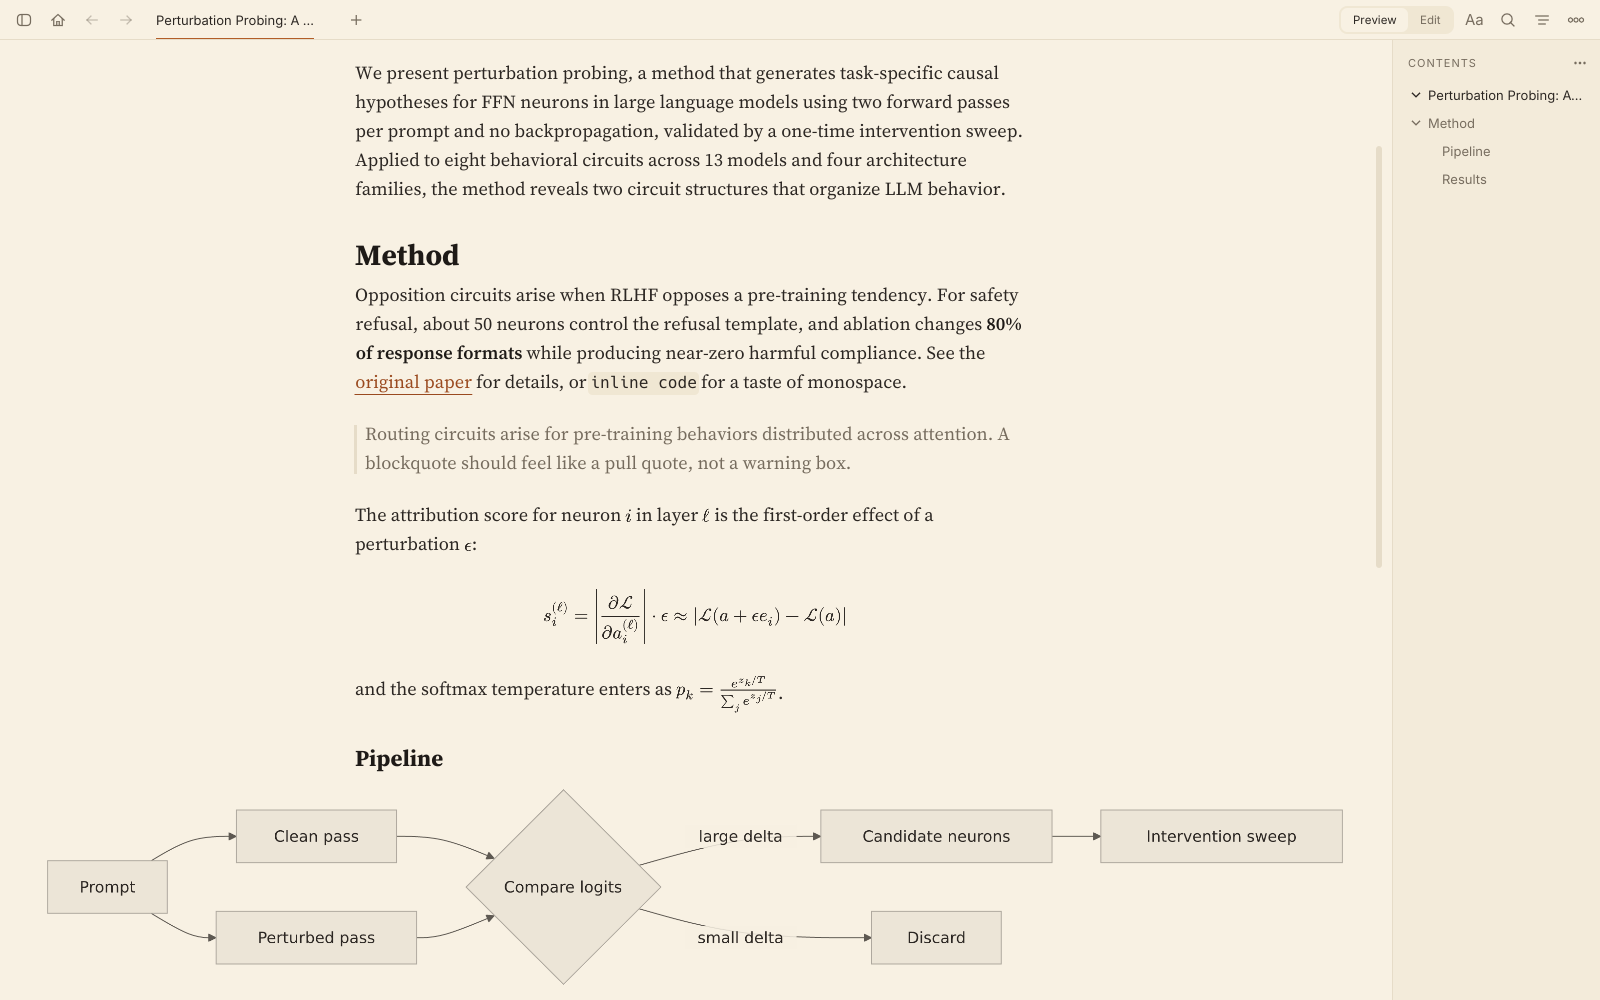 Perturbation Probing: A ...
Preview
Edit
Aa
We present perturbation probing, a method that generates task-specific causal
hypotheses for FFN neurons in large language models using two forward passes
per prompt and no backpropagation, validated by a one-time intervention sweep.
Applied to eight behavioral circuits across 13 models and four architecture
families, the method reveals two circuit structures that organize LLM behavior.
Method
Opposition circuits arise when RLHF opposes a pre-training tendency. For safety
refusal, about 50 neurons control the refusal template, and ablation changes 80%
of response formats while producing near-zero harmful compliance. See the
original paper for details, or inline code for a taste of monospace.
Routing circuits arise for pre-training behaviors distributed across attention. A
blockquote should feel like a pull quote, not a warning box.
The attribution score for neuron i in layer ℓ is the first-order effect of a
perturbation ϵ:
s_i^{(ℓ)} = |∂ℒ / ∂a_i^{(ℓ)}| · ϵ ≈ |ℒ(a + ϵe_i) − ℒ(a)|
and the softmax temperature enters as p_k = e^{z_k/T} / ∑_j e^{z_j/T}.
Pipeline
Prompt
Clean pass
Perturbed pass
Compare logits
large delta
small delta
Candidate neurons
Discard
Intervention sweep
CONTENTS
Perturbation Probing: A...
Method
Pipeline
Results